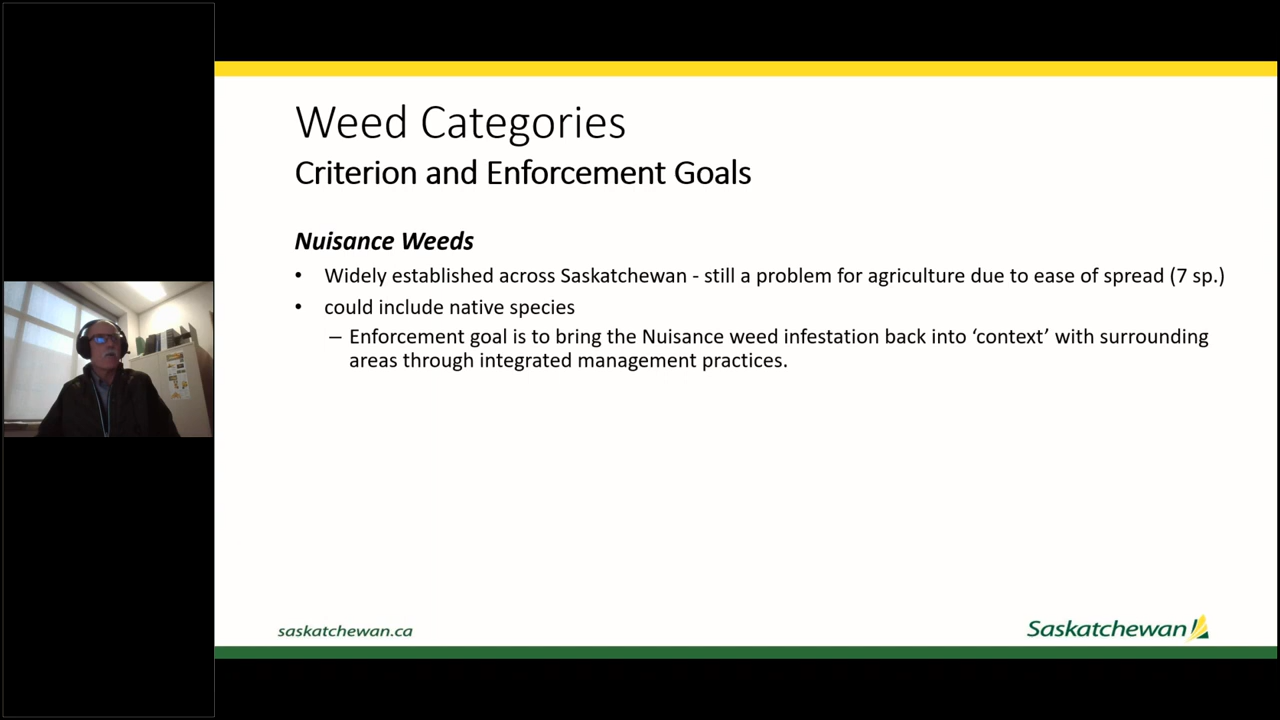 Weed Categories
Criterion and Enforcement Goals
Nuisance Weeds
• Widely established across Saskatchewan - still a problem for agriculture due to ease of spread (7 sp.)
• could include native species
– Enforcement goal is to bring the Nuisance weed infestation back into ‘context’ with surrounding
areas through integrated management practices.
saskatchewan.ca
Saskatchewan